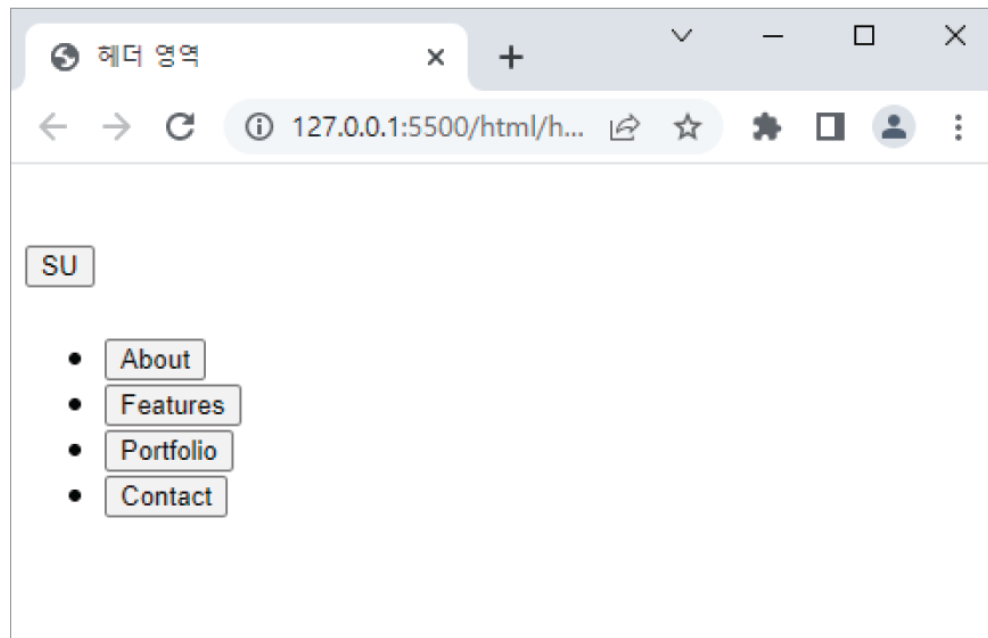 헤더 영역
127.0.0.1:5500/html/h...
SU
About
Features
Portfolio
Contact